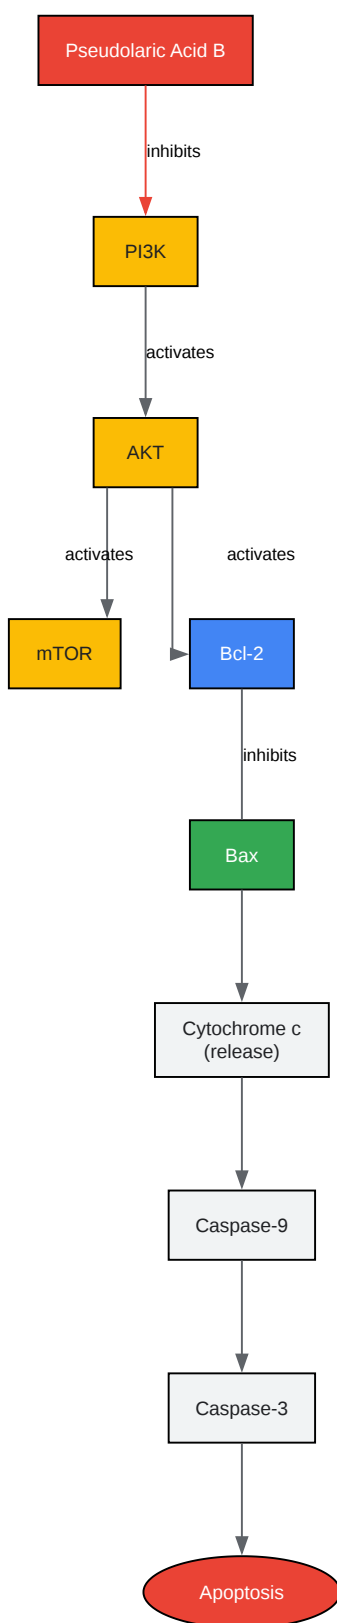 Pseudolaric Acid B
inhibits
PI3K
activates
AKT
activates
activates
mTOR
Bcl-2
inhibits
Bax
Cytochrome c
(release)
Caspase-9
Caspase-3
Apoptosis